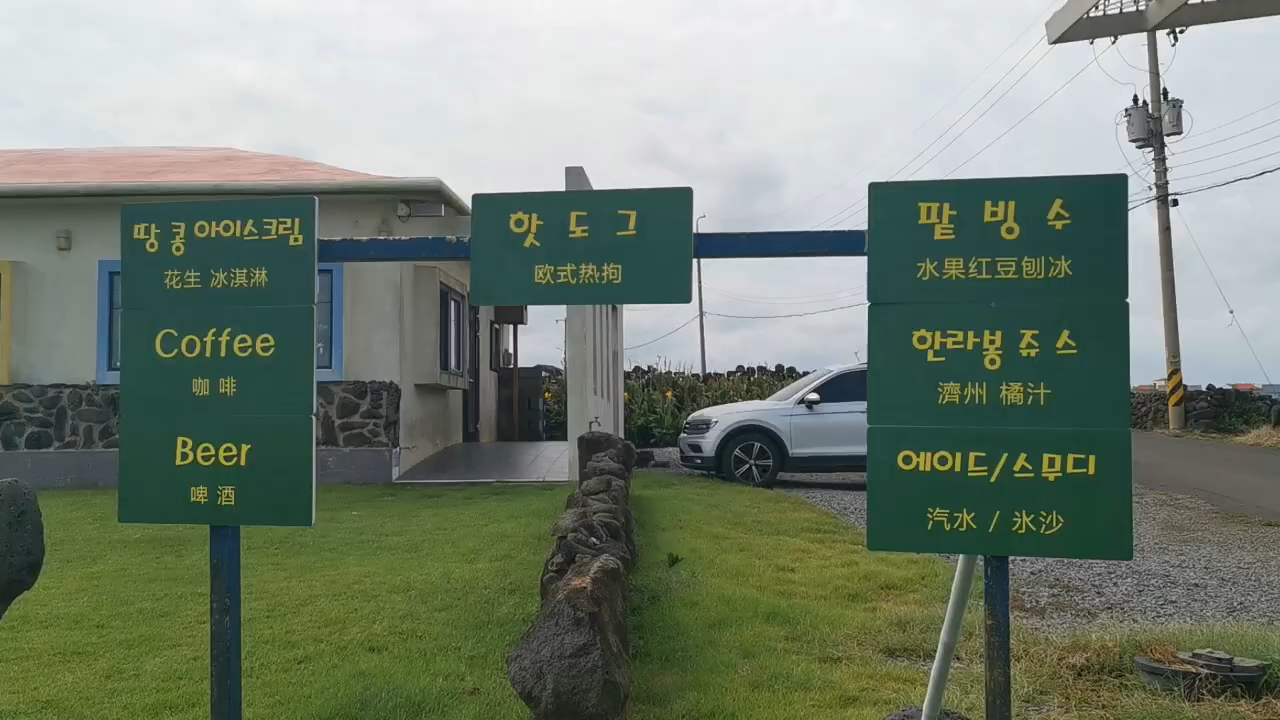 땅콩아이스크림
花生 冰淇淋
Coffee
咖啡
Beer
啤酒
핫도그
欧式热拘
팥빙수
水果红豆刨冰
한라봉 쥬스
濟州 橘汁
에이드/스무디
汽水 / 氷沙